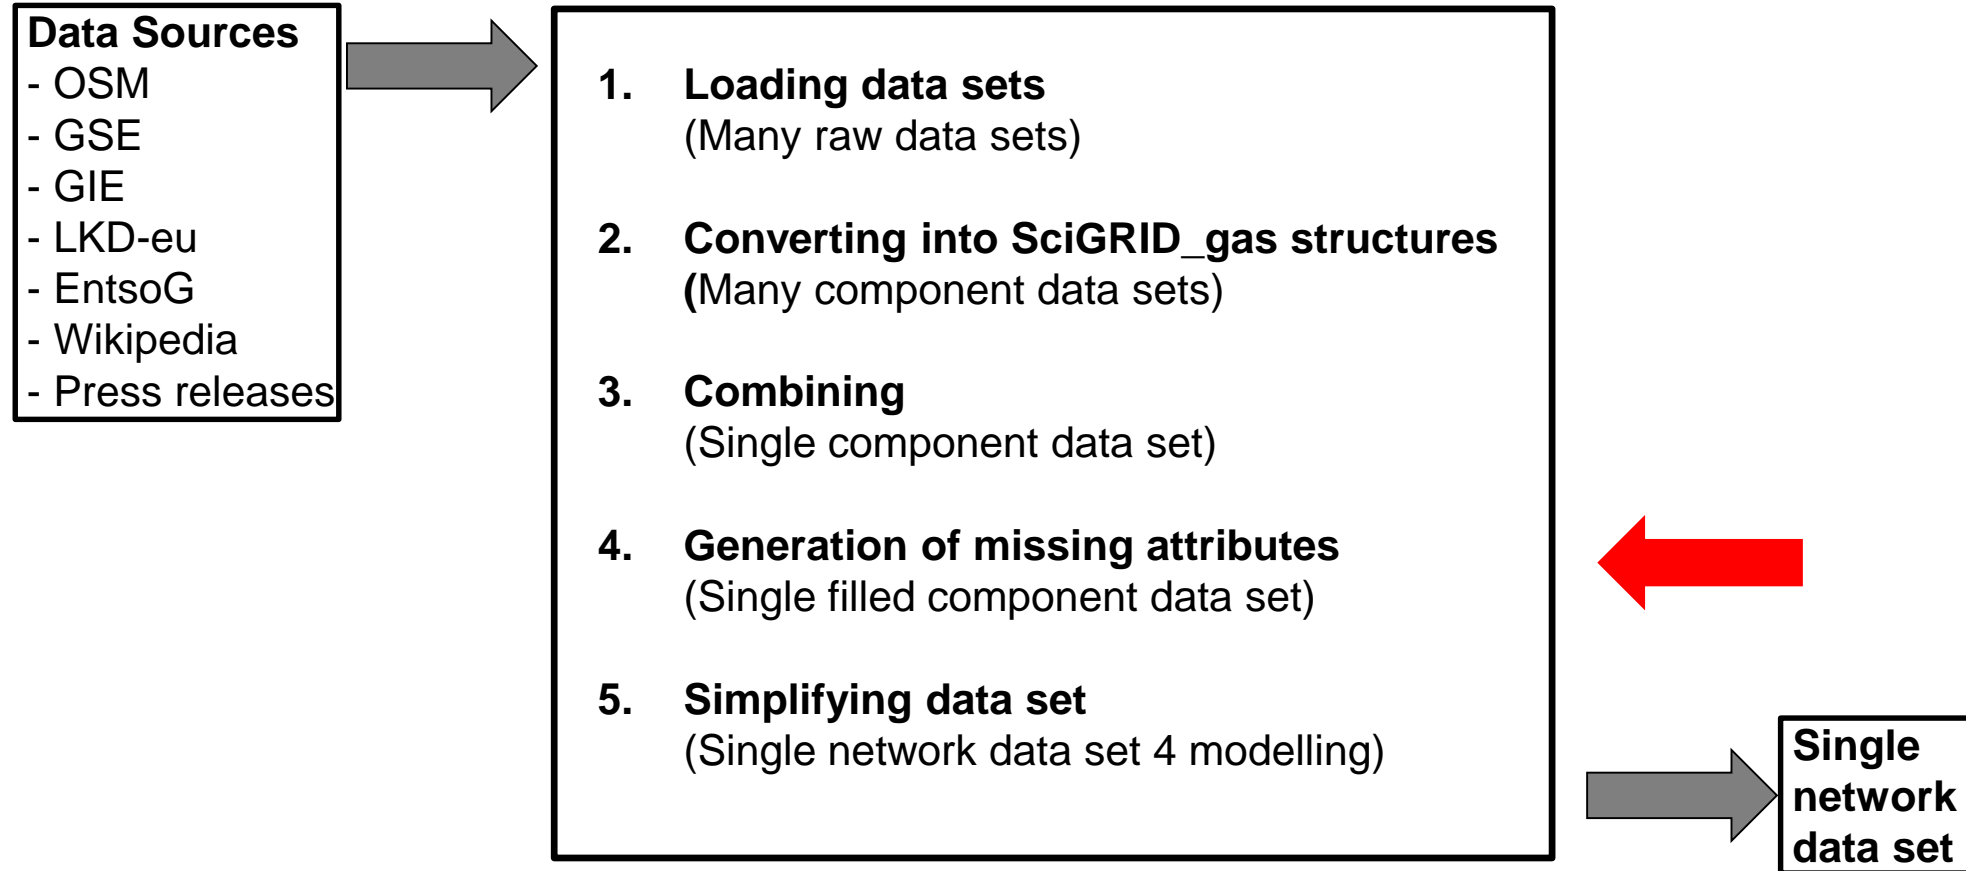 Data Sources
- OSM
- GSE
- GIE
- LKD-eu
- EntsoG
- Wikipedia
- Press releases
1. Loading data sets
(Many raw data sets)
2. Converting into SciGRID_gas structures
(Many component data sets)
3. Combining
(Single component data set)
4. Generation of missing attributes
(Single filled component data set)
5. Simplifying data set
(Single network data set 4 modelling)
Single
network
data set